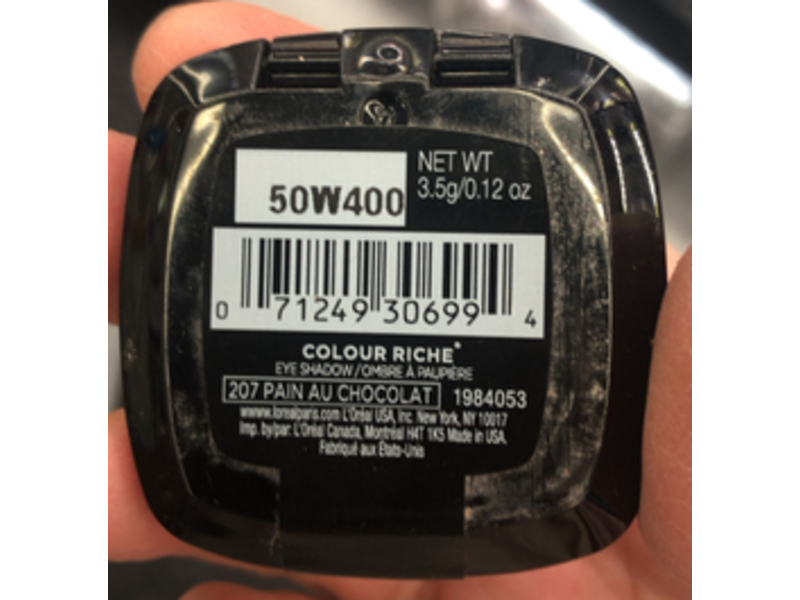 50W400
NET WT
3.5g/0.12 oz
0 71249 30699 4
COLOUR RICHE®
EYE SHADOW/OMBRE À PAUPIÈRE
207 PAIN AU CHOCOLAT 1984053
www.lorealparis.com L'Oréal USA, Inc. New York, NY 10017
Imp. by/par: L'Oréal Canada, Montréal H4T 1K5 Made in USA.
Fabriqué aux États-Unis